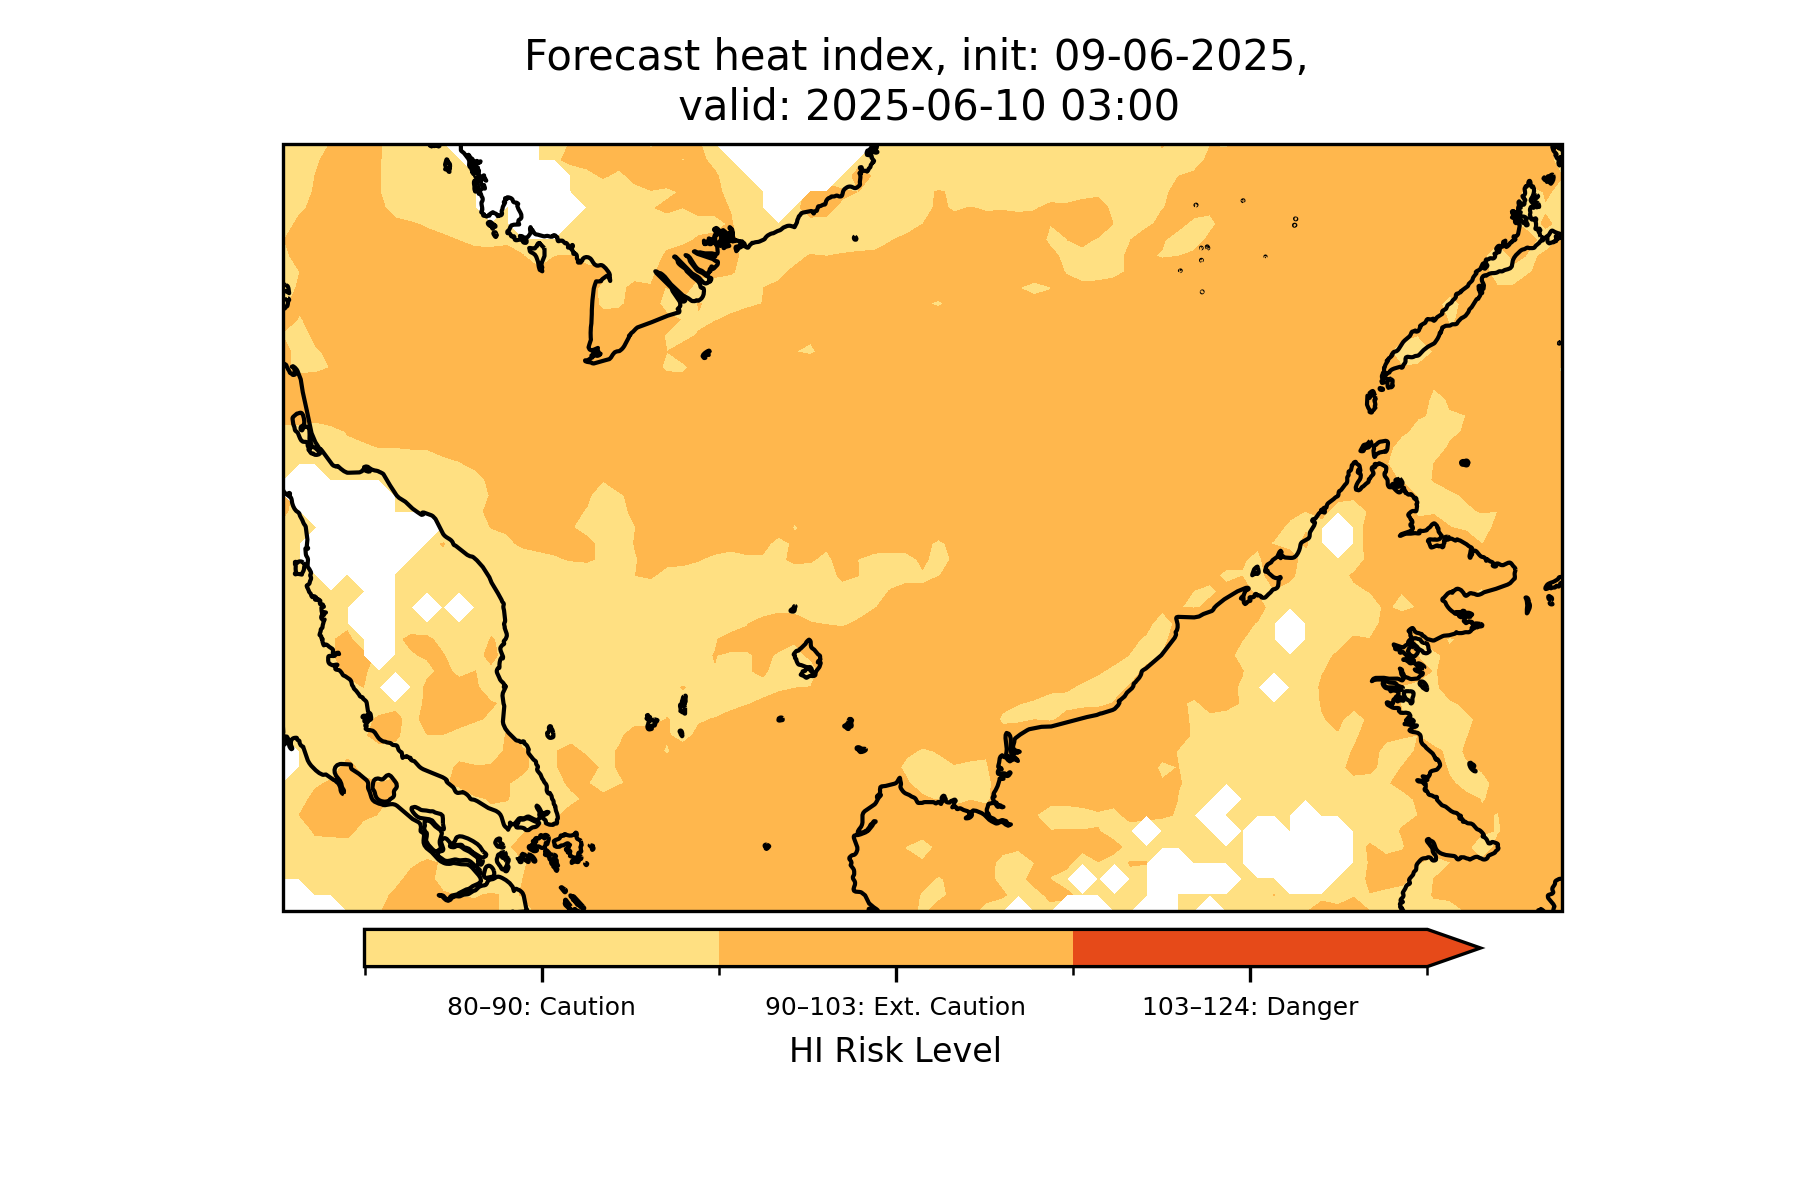 Forecast heat index, init: 09-06-2025,
valid: 2025-06-10 03:00
80–90: Caution
90–103: Ext. Caution
103–124: Danger
HI Risk Level